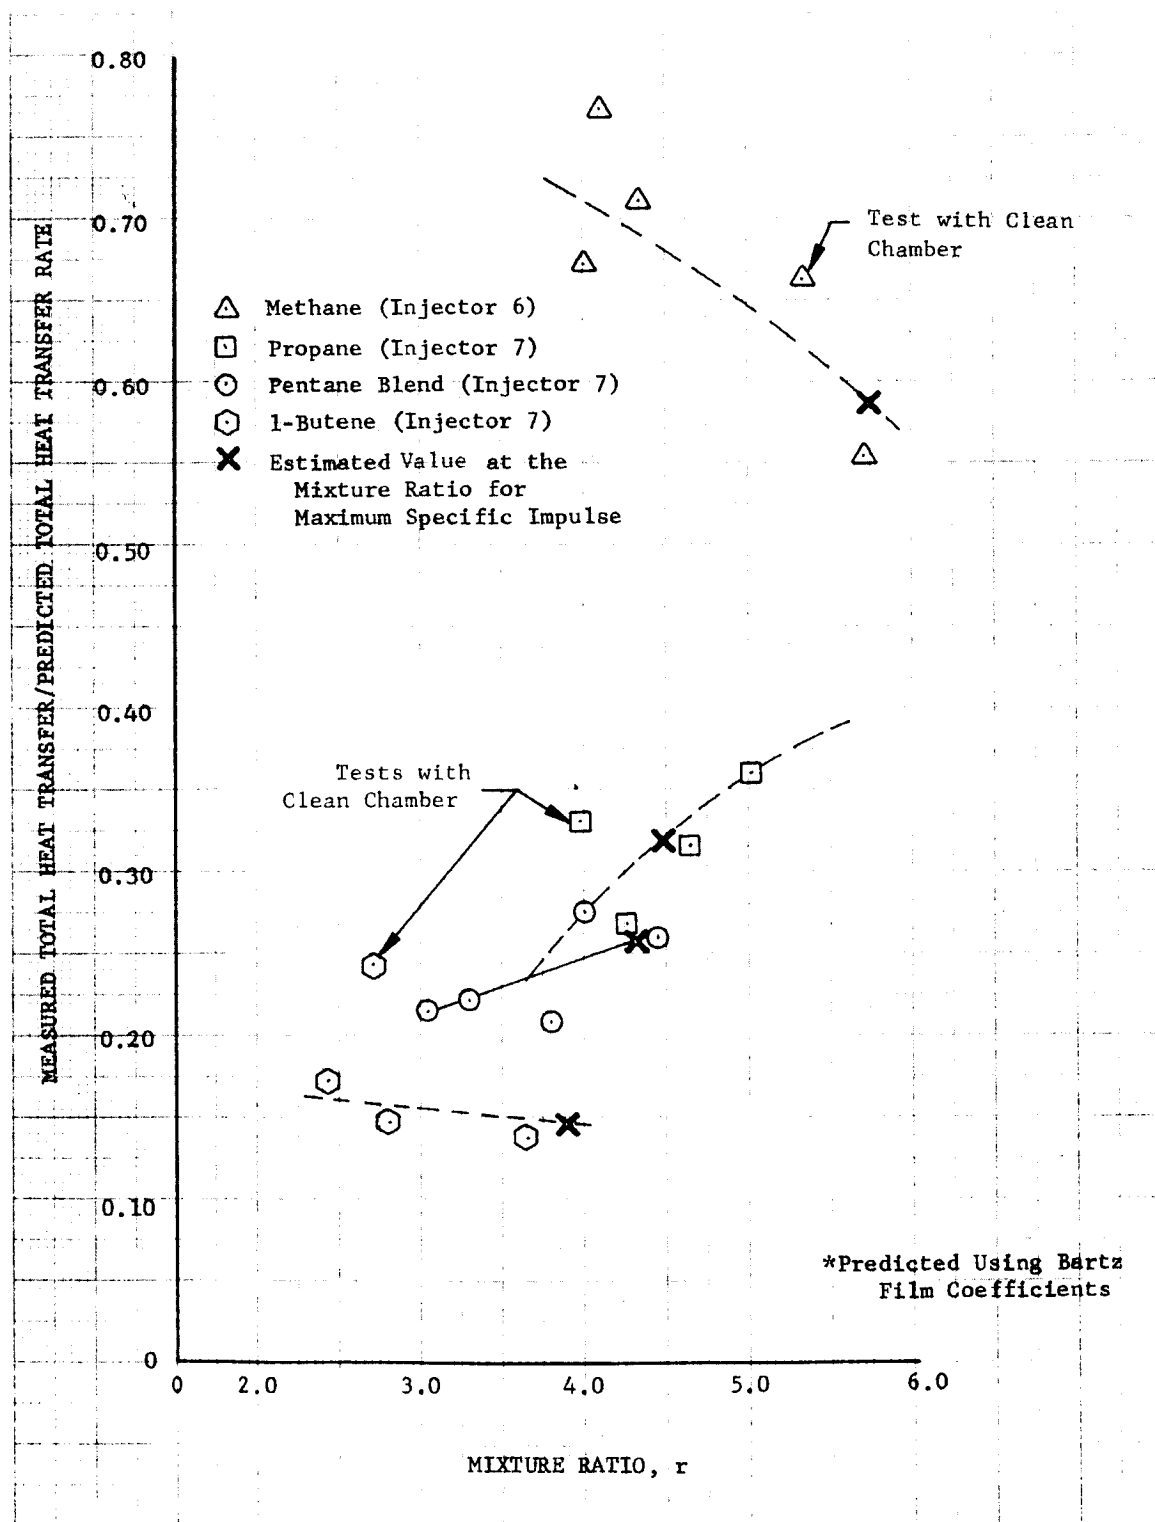 0.80
0.70
0.60
0.50
0.40
0.30
0.20
0.10
0
MEASURED TOTAL HEAT TRANSFER/PREDICTED TOTAL HEAT TRANSFER RATE
Test with Clean
Chamber
Methane (Injector 6)
Propane (Injector 7)
Pentane Blend (Injector 7)
1-Butene (Injector 7)
Estimated Value at the
Mixture Ratio for
Maximum Specific Impulse
Tests with
Clean Chamber
*Predicted Using Bartz
Film Coefficients
0 2.0 3.0 4.0 5.0 6.0
MIXTURE RATIO, r